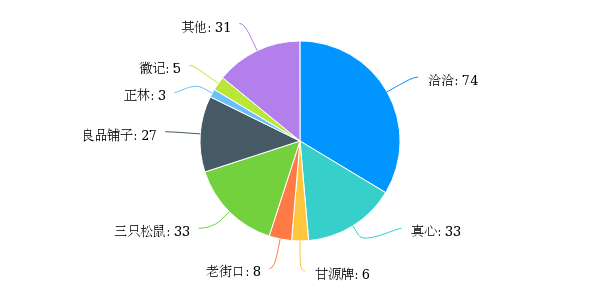 其他: 31
徽记: 5
正林: 3
良品铺子: 27
三只松鼠: 33
老街口: 8
甘源牌: 6
真心: 33
洽洽: 74